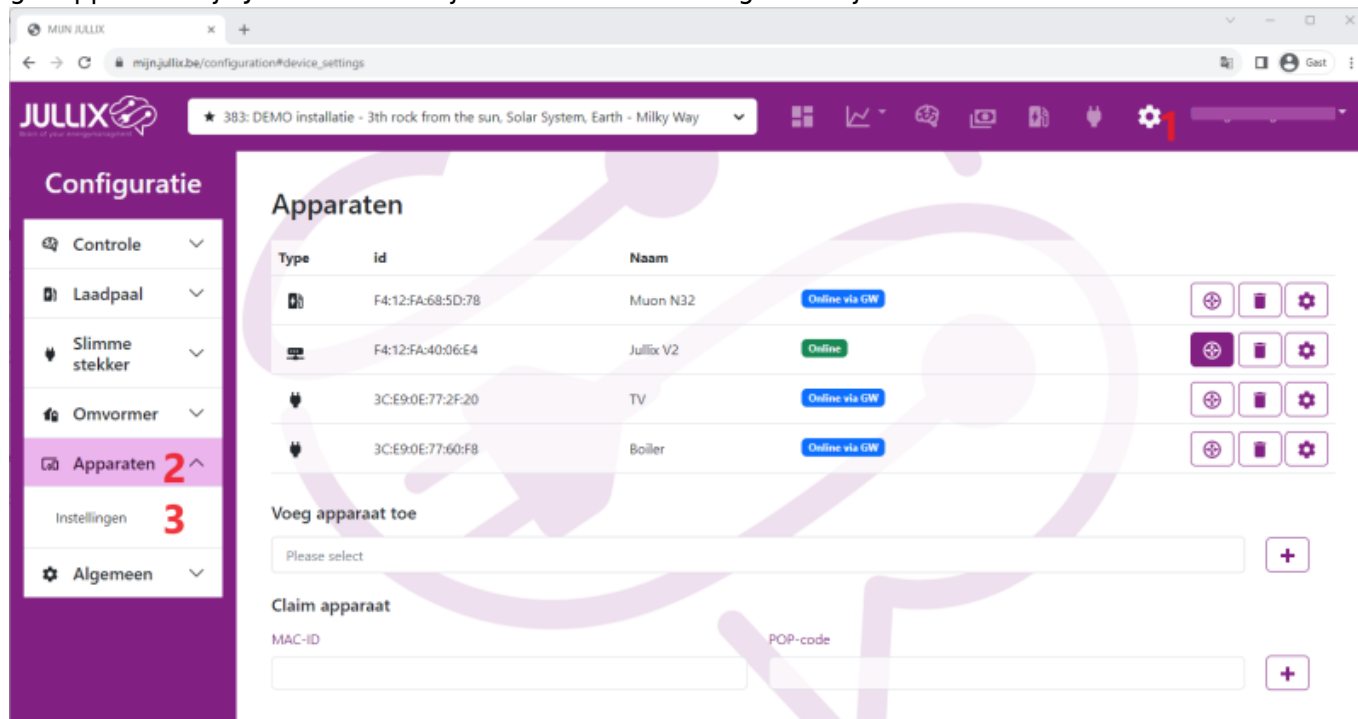 MIJN JULLIX
mijn.jullix.be/configuration#device_settings
Gast
JULLIX
★ 383: DEMO installatie - 3th rock from the sun, Solar System, Earth - Milky Way
1
Configuratie
Controle
Laadpaal
Slimme
stekker
Omvormer
Apparaten 2
Instellingen 3
Algemeen
Apparaten
Type id Naam
F4:12:FA:68:5D:78 Muon N32 Online via GW
F4:12:FA:40:06:E4 Jullix V2 Online
3C:E9:0E:77:2F:20 TV Online via GW
3C:E9:0E:77:60:F8 Boiler Online via GW
Voeg apparaat toe
Please select
+
Claim apparaat
MAC-ID POP-code
+